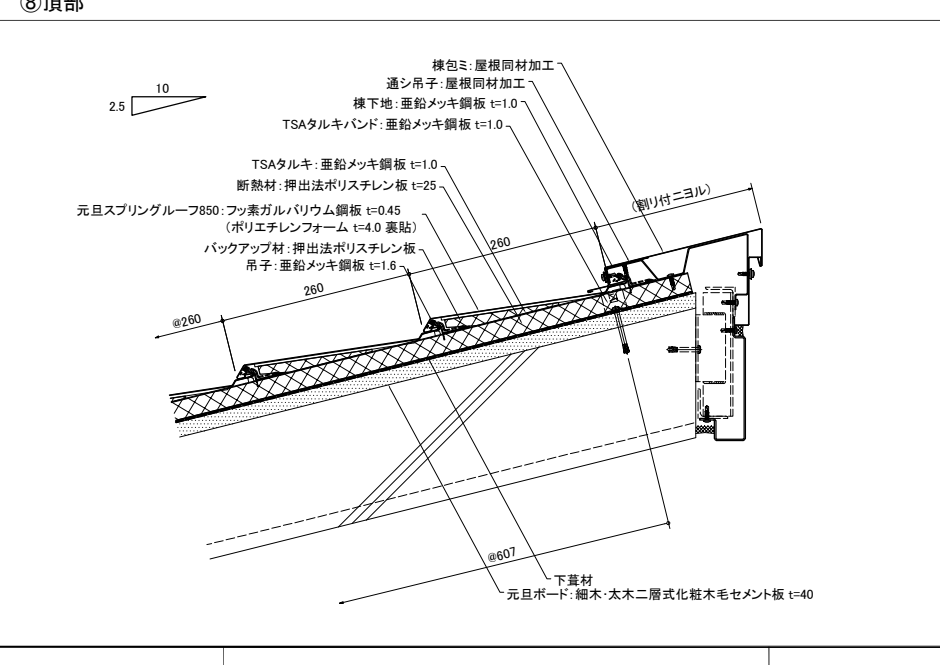 ⑧頂部
棟包ミ:屋根同材加工
通シ吊子:屋根同材加工
棟下地:亜鉛メッキ鋼板 t=1.0
TSAタルキバンド:亜鉛メッキ鋼板 t=1.0
10
2.5
TSAタルキ:亜鉛メッキ鋼板 t=1.0
断熱材:押出法ポリスチレン板 t=25
元旦スプリングルーフ850:フッ素ガルバリウム鋼板 t=0.45
(ポリエチレンフォーム t=4.0 裏貼)
バックアップ材:押出法ポリスチレン板
吊子:亜鉛メッキ鋼板 t=1.6
(割り付ニヨル)
260
260
@260
@607
下葺材
元旦ボード:細木・太木二層式化粧木毛セメント板 t=40